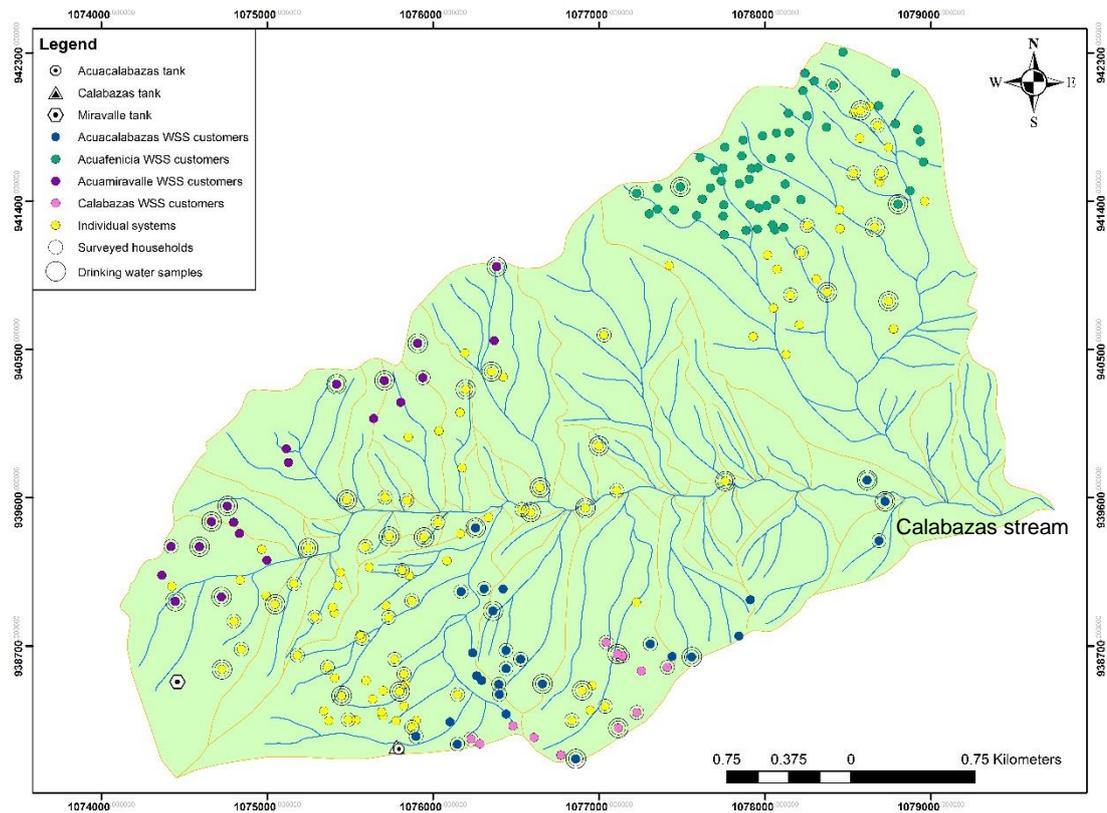 1074000 1075000 1076000 1077000 1078000 1079000
942300 942300
941400 941400
940500 940500
939600 939600
938700 938700
Legend
Acuacalabazas tank
Calabazas tank
Miravalle tank
Acuacalabazas WSS customers
Acuafenicia WSS customers
Acuamiravalle WSS customers
Calabazas WSS customers
Individual systems
Surveyed households
Drinking water samples
N
W E
S
Calabazas stream
0.75 0.375 0 0.75 Kilometers
1074000 1075000 1076000 1077000 1078000 1079000